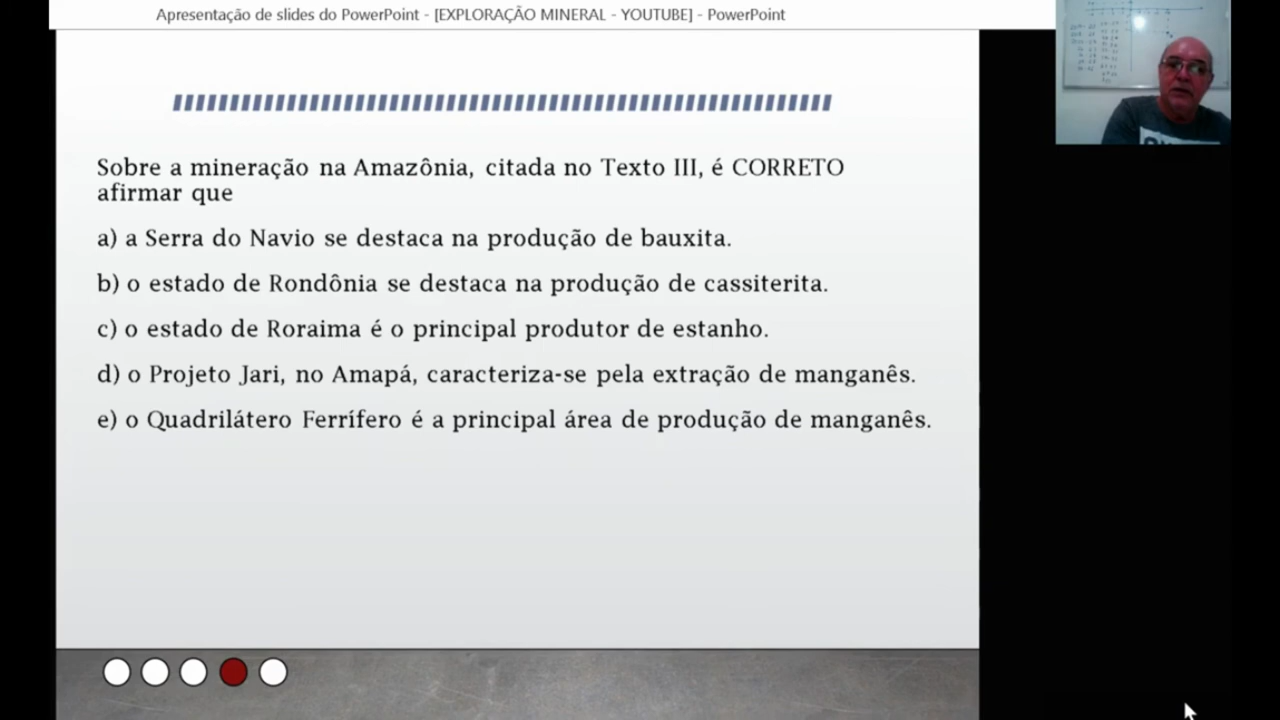 Apresentação de slides do PowerPoint - [EXPLORAÇÃO MINERAL - YOUTUBE] - PowerPoint
Sobre a mineração na Amazônia, citada no Texto III, é CORRETO
afirmar que
a) a Serra do Navio se destaca na produção de bauxita.
b) o estado de Rondônia se destaca na produção de cassiterita.
c) o estado de Roraima é o principal produtor de estanho.
d) o Projeto Jari, no Amapá, caracteriza-se pela extração de manganês.
e) o Quadrilátero Ferrífero é a principal área de produção de manganês.